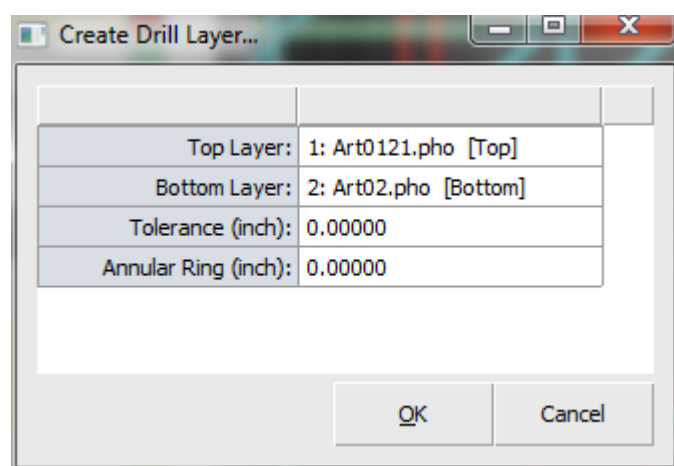 Create Drill Layer...
Top Layer: 1: Art0121.pho [Top]
Bottom Layer: 2: Art02.pho [Bottom]
Tolerance (inch): 0.00000
Annular Ring (inch): 0.00000
OK Cancel